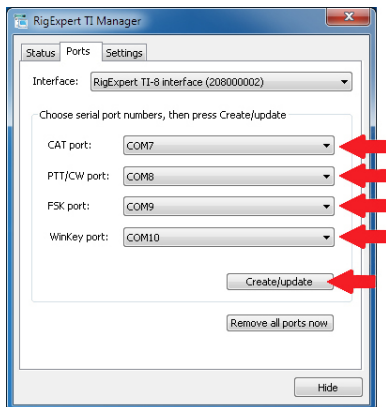 RigExpert TI Manager
Status Ports Settings
Interface: RigExpert TI-8 interface (208000002)
Choose serial port numbers, then press Create/update
CAT port: COM7
PTT/CW port: COM8
FSK port: COM9
WinKey port: COM10
Create/update
Remove all ports now
Hide